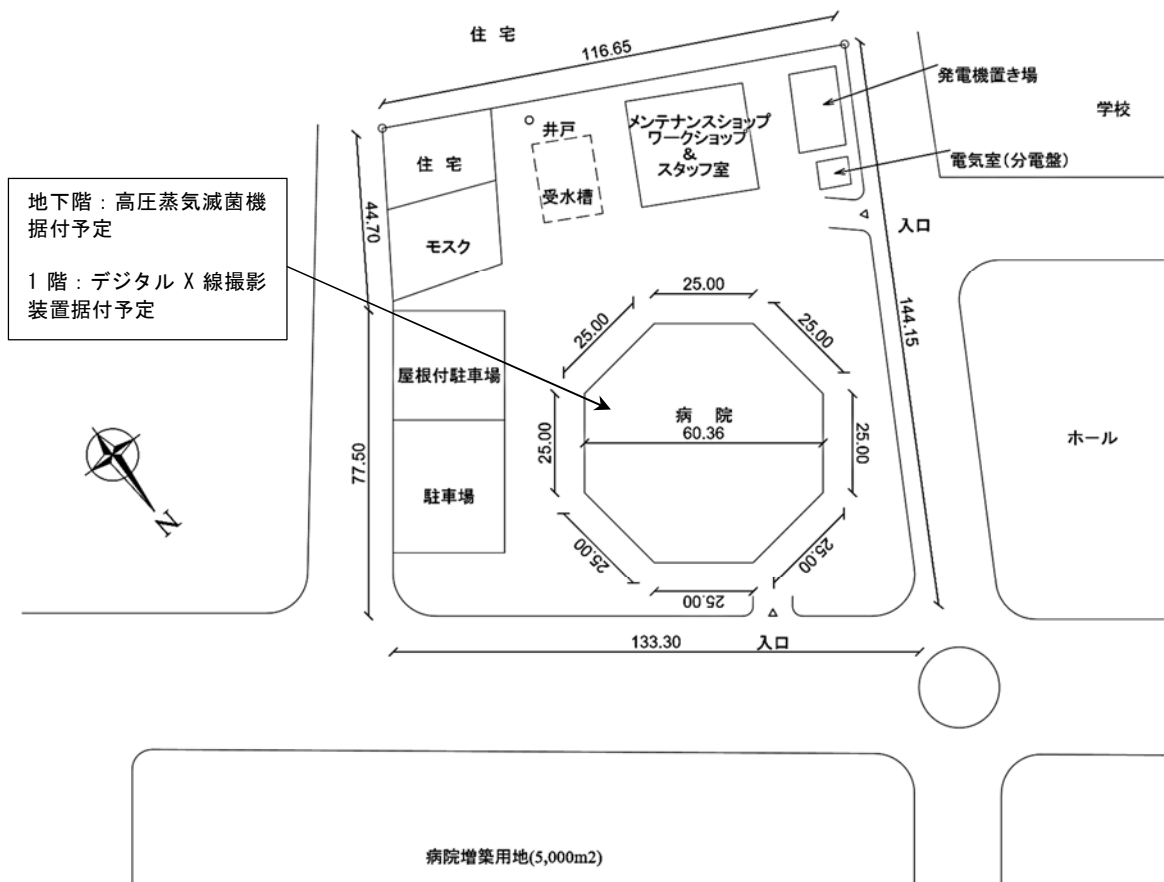 住 宅
116.65
発電機置き場
学校
井戸
メンテナンスショップ
ワークショップ
&
スタッフ室
住 宅
電気室(分電盤)
受水槽
地下階：高圧蒸気滅菌機
据付予定
1 階：デジタル X 線撮影
装置据付予定
44.70
モスク
入口
25.00
25.00
25.00
144.15
屋根付駐車場
病 院
60.36
25.00
25.00
ホール
77.50
駐車場
N
25.00
25.00
25.00
133.30
入口
病院増築用地(5,000m2)